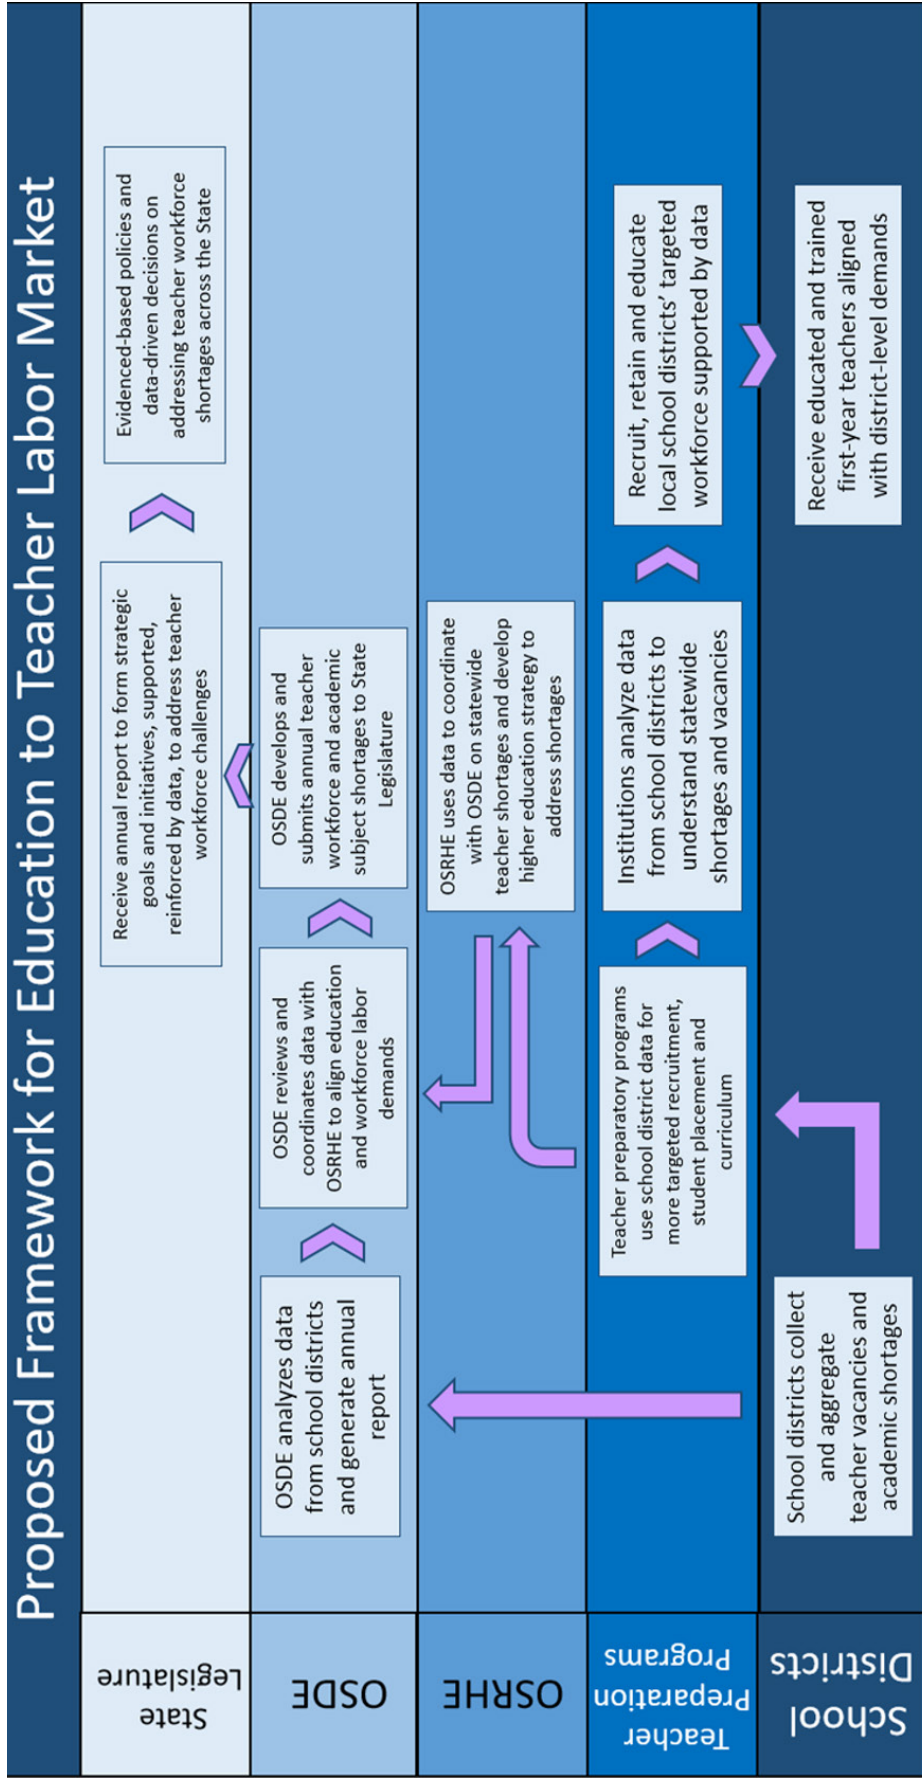 Proposed Framework for Education to Teacher Labor Market
State
Legislature
Receive annual report to form strategic
goals and initiatives, supported,
reinforced by data, to address teacher
workforce challenges
Evidenced-based policies and
data-driven decisions on
addressing teacher workforce
shortages across the State
OSDE
OSDE analyzes data
from school districts
and generate annual
report
OSDE reviews and
coordinates data with
OSRHE to align education
and workforce labor
demands
OSDE develops and
submits annual teacher
workforce and academic
subject shortages to State
Legislature
OSRHE
OSRHE uses data to coordinate
with OSDE on statewide
teacher shortages and develop
higher education strategy to
address shortages
Teacher
Preparation
Programs
Teacher preparatory programs
use school district data for
more targeted recruitment,
student placement and
curriculum
Institutions analyze data
from school districts to
understand statewide
shortages and vacancies
Recruit, retain and educate
local school districts’ targeted
workforce supported by data
School
Districts
School districts collect
and aggregate
teacher vacancies and
academic shortages
Receive educated and trained
first-year teachers aligned
with district-level demands